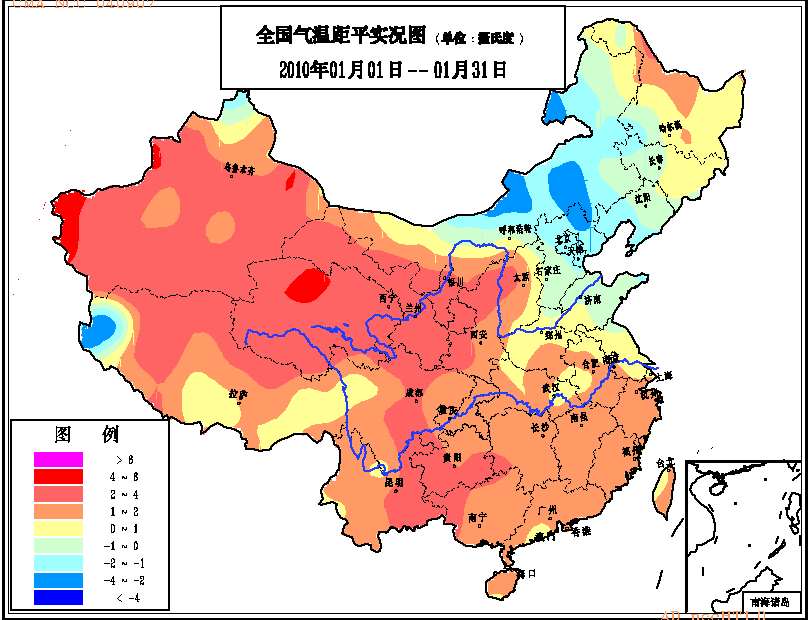 全国气温距平实况图（单位：摄氏度）
2010年01月01日 -- 01月31日
哈尔滨
长春
乌鲁木齐
沈阳
呼和浩特
北京
天津
银川
太原
石家庄
西宁
兰州
济南
西安
郑州
合肥
南京
上海
拉萨
成都
武汉
杭州
重庆
南昌
长沙
贵阳
福州
台北
昆明
南宁
广州
澳门
香港
海口
图 例
> 6
4 ~ 6
2 ~ 4
1 ~ 2
0 ~ 1
-1 ~ 0
-2 ~ -1
-4 ~ -2
< -4
南海诸岛